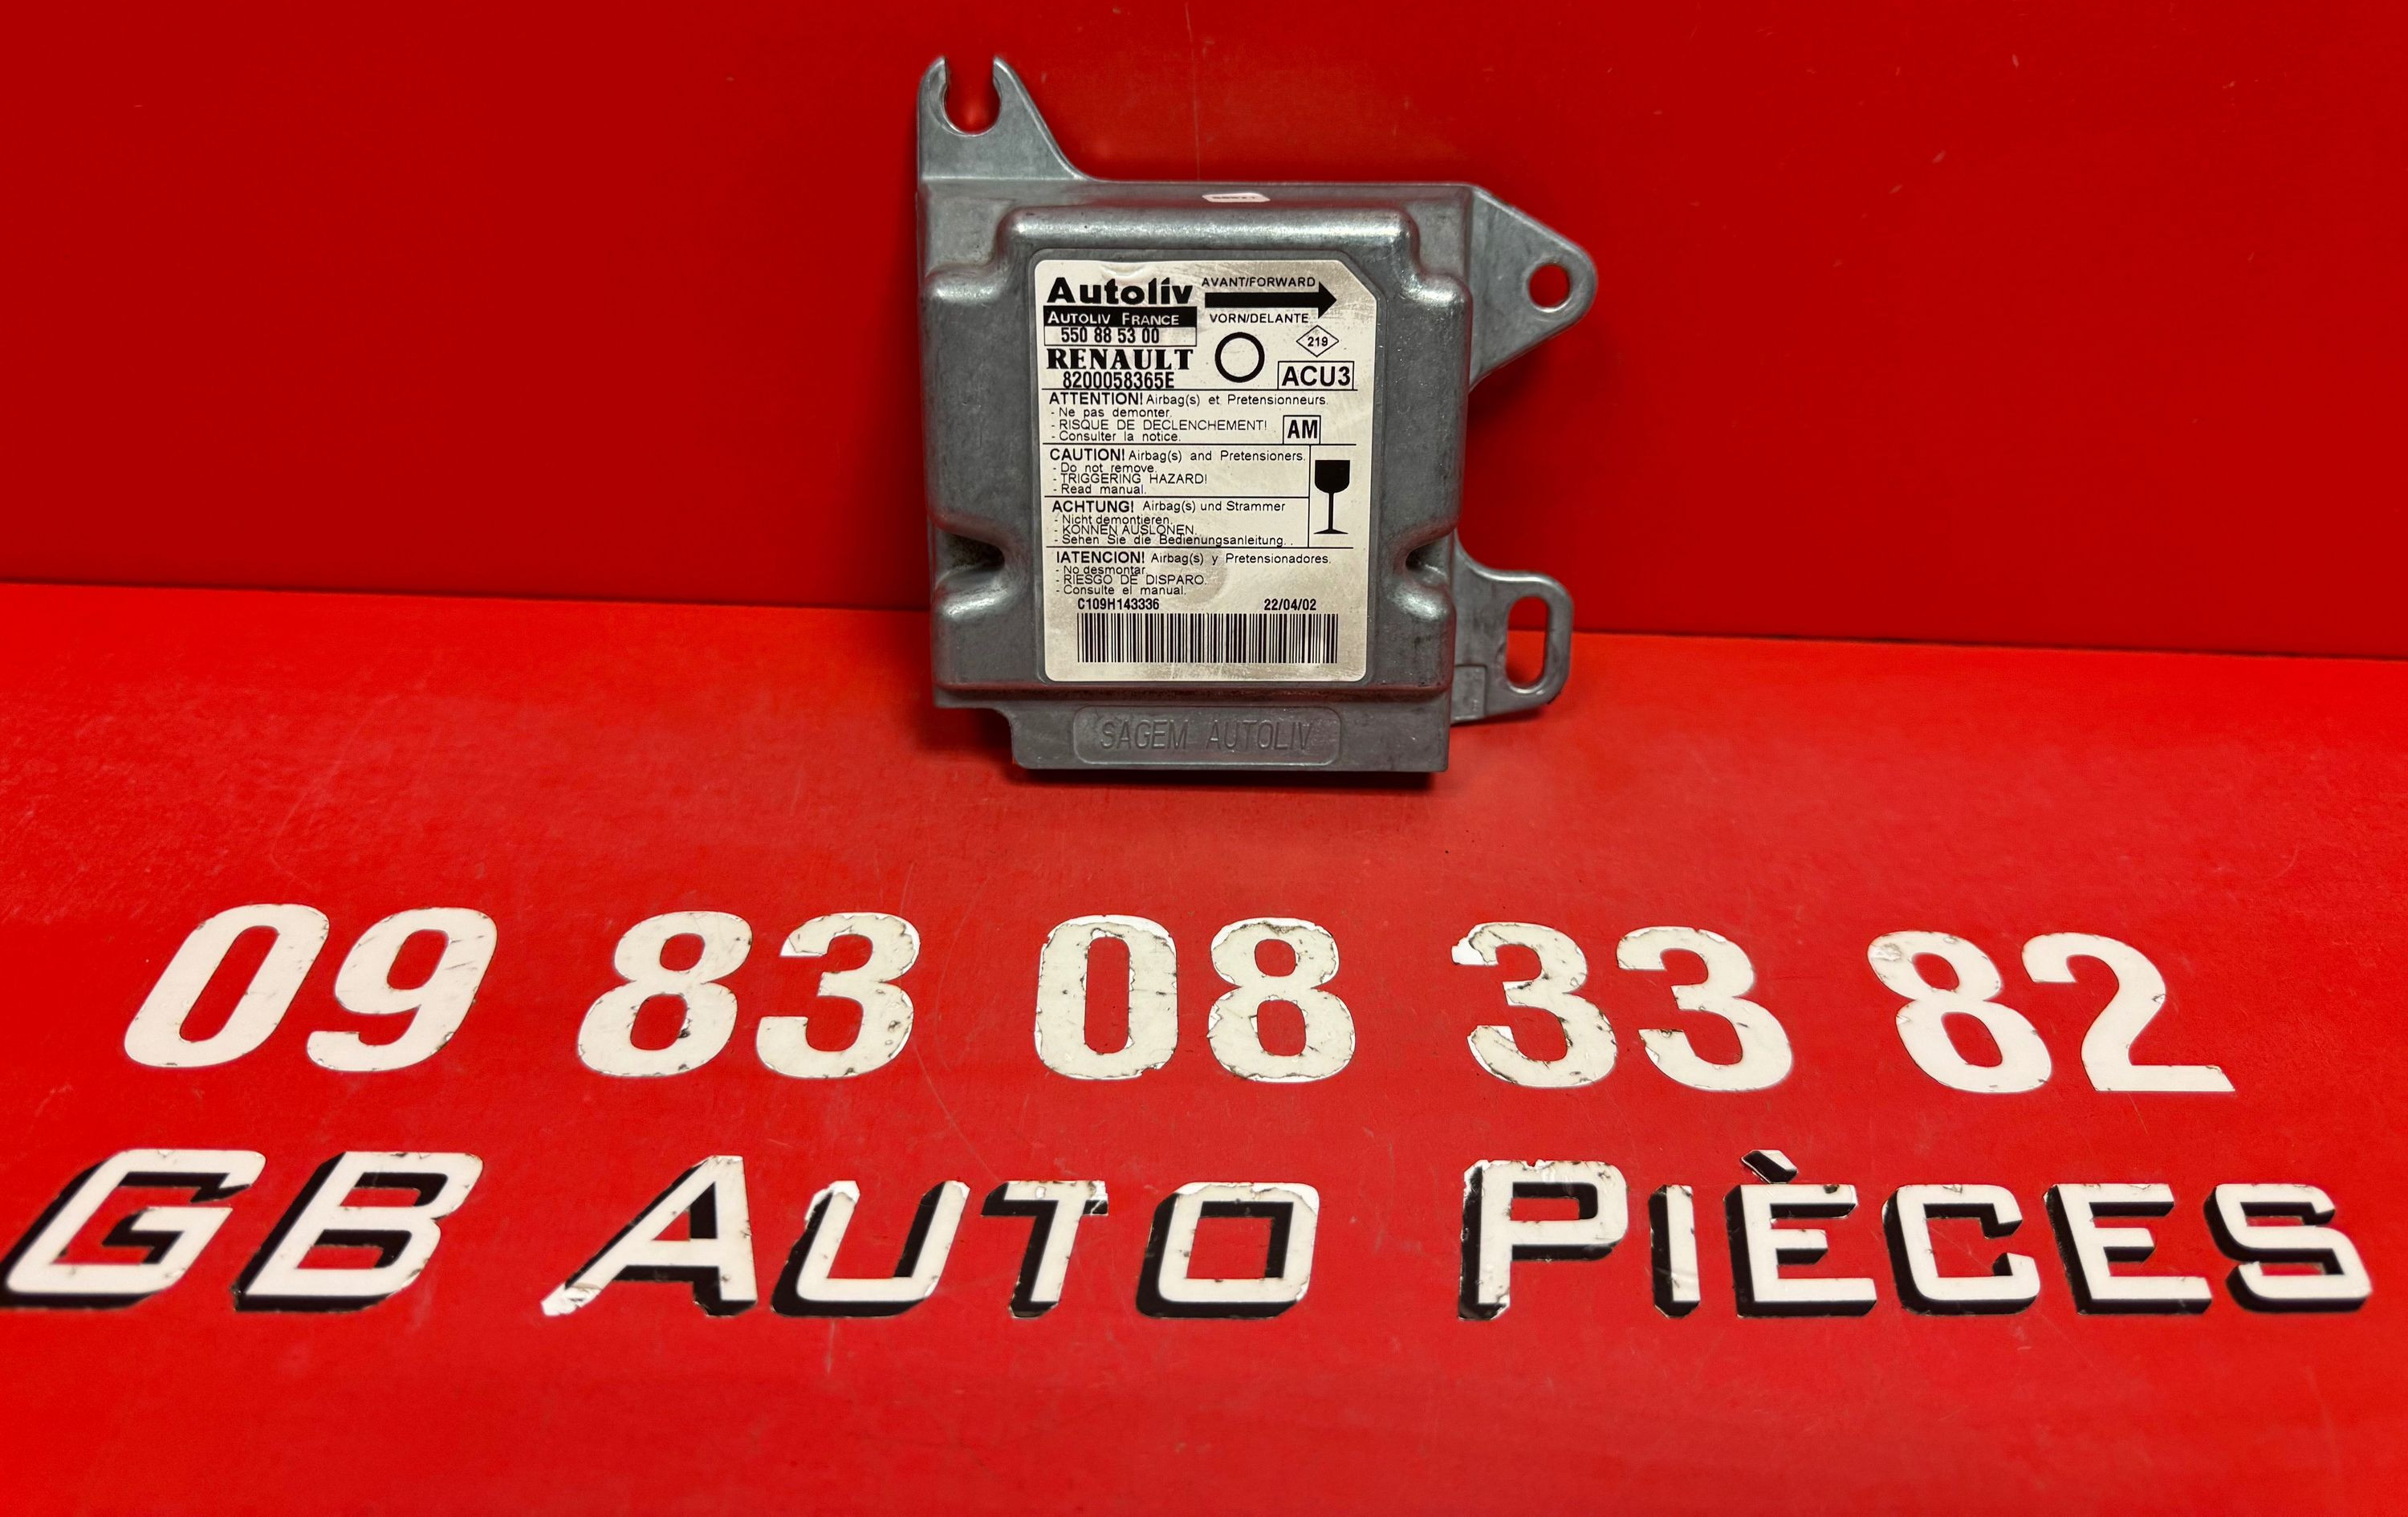 Autoliv
AVANT/FORWARD
AUTOLIV FRANCE
VORN/DELANTE
550 88 53 00
219
RENAULT
8200058365E
ACU3
ATTENTION! Airbag(s) et Pretensionneurs.
- Ne pas demonter.
- RISQUE DE DECLENCHEMENT!
- Consulter la notice.
AM
CAUTION! Airbag(s) and Pretensioners.
- Do not remove.
- TRIGGERING HAZARD!
- Read manual.
ACHTUNG! Airbag(s) und Strammer
- Nicht demontieren.
- KONNEN AUSLONEN.
- Sehen Sie die Bedienungsanleitung.
IATENCION! Airbag(s) y Pretensionadores.
- No desmontar.
- RIESGO DE DISPARO.
- Consulte el manual.
C109H143336 22/04/02
SAGEM AUTOLIV
09 83 08 33 82
GB AUTO PIÈCES